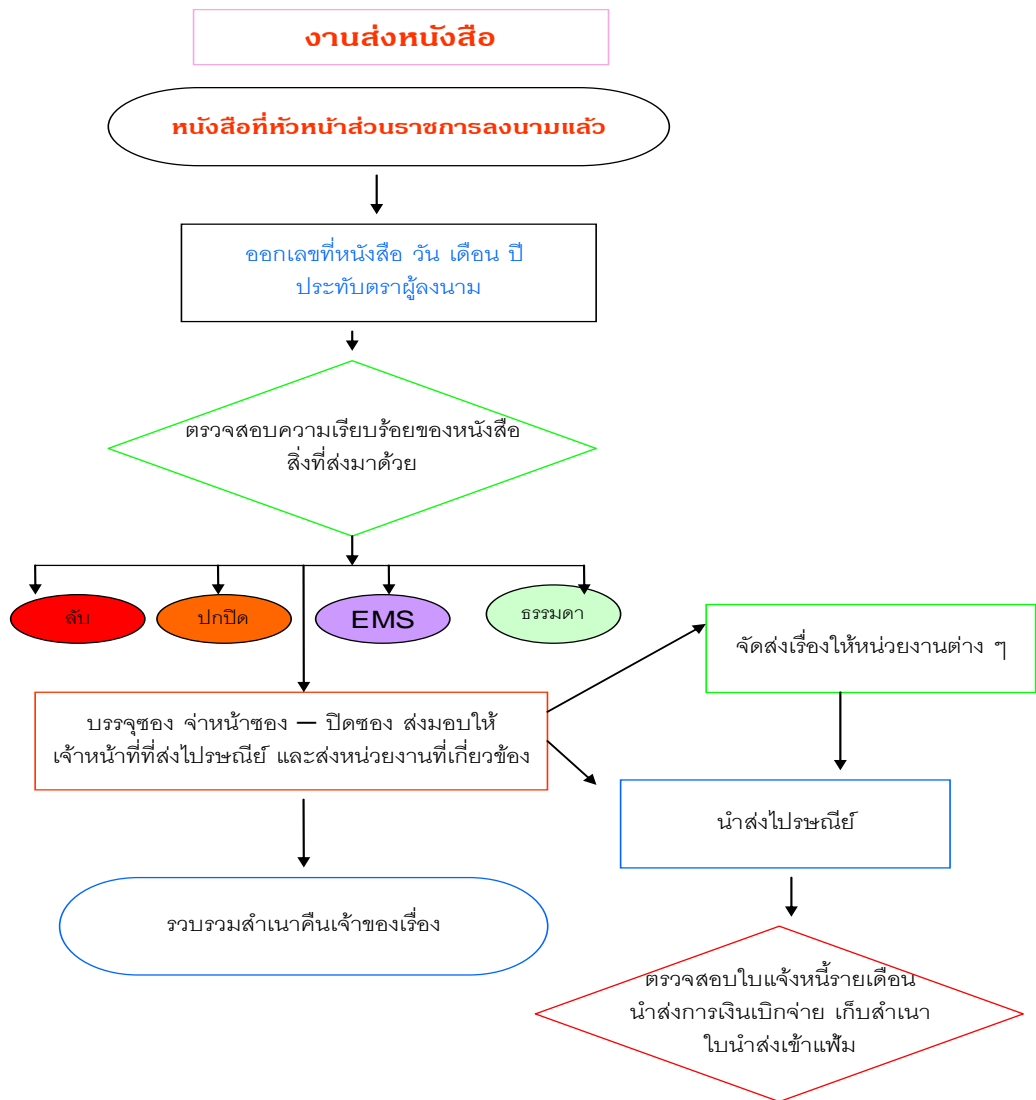 งานส่งหนังสือ
หนังสือที่หัวหน้าส่วนราชการลงนามแล้ว
ออกเลขที่หนังสือ วัน เดือน ปี
ประทับตราผู้ลงนาม
ตรวจสอบความเรียบร้อยของหนังสือ
สิ่งที่ส่งมาด้วย
ลับ
ปกปิด
EMS
ธรรมดา
จัดส่งเรื่องให้หน่วยงานต่าง ๆ
บรรจุซอง จ่าหน้าซอง – ปิดซอง ส่งมอบให้
เจ้าหน้าที่ที่ส่งไปรษณีย์ และส่งหน่วยงานที่เกี่ยวข้อง
นำส่งไปรษณีย์
รวบรวมสำเนาคืนเจ้าของเรื่อง
ตรวจสอบใบแจ้งหนี้รายเดือน
นำส่งการเงินเบิกจ่าย เก็บสำเนา
ใบนำส่งเข้าแฟ้ม